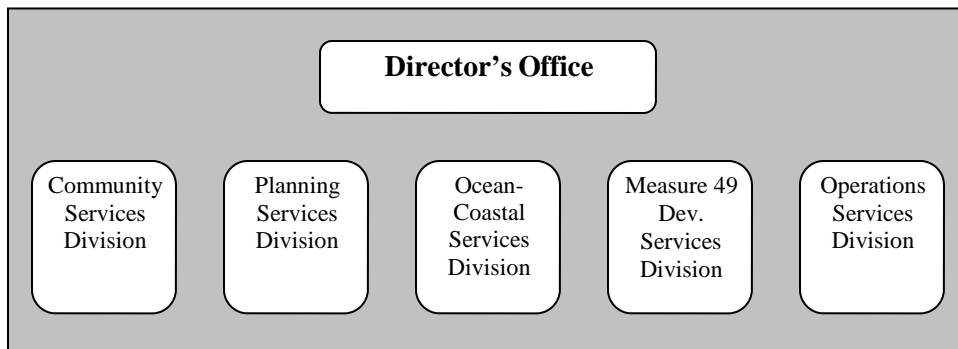 Director’s Office
Community
Services
Division
Planning
Services
Division
Ocean-
Coastal
Services
Division
Measure 49
Dev.
Services
Division
Operations
Services
Division